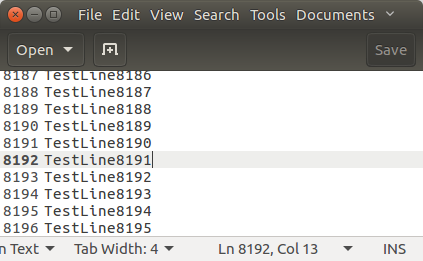 File Edit View Search Tools Documents
Open Save
8187 TestLine8186
8188 TestLine8187
8189 TestLine8188
8190 TestLine8189
8191 TestLine8190
8192 TestLine8191
8193 TestLine8192
8194 TestLine8193
8195 TestLine8194
8196 TestLine8195
n Text Tab Width: 4 Ln 8192, Col 13 INS